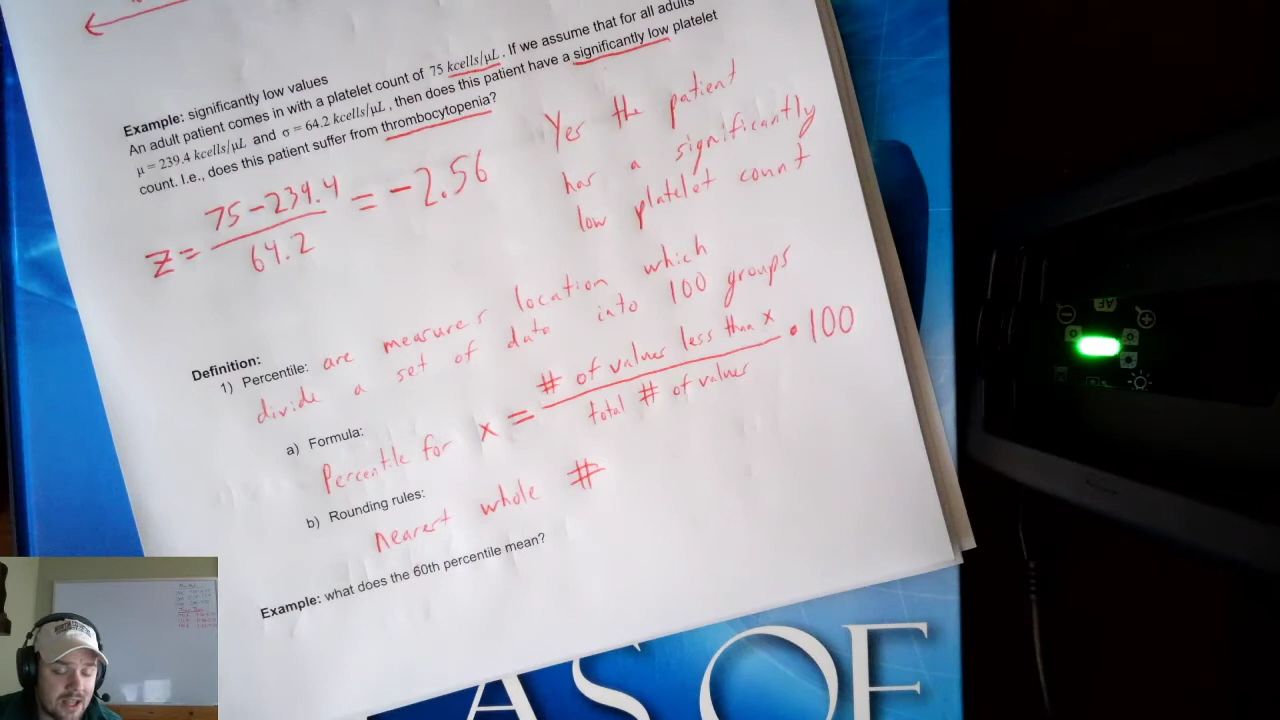 Example: significantly low values
An adult patient comes in with a platelet count of 75 kcells/μL. If we assume that for all adults
μ = 239.4 kcells/μL and σ = 64.2 kcells/μL, then does this patient have a significantly low platelet
count. I.e., does this patient suffer from thrombocytopenia?
z = (75 - 239.4) / 64.2 = -2.56
Yes the patient
has a significantly
low platelet count
Definition:
1) Percentile: are measures location which
divide a set of data into 100 groups
a) Formula:
Percentile for x = # of values less than x / total # of values • 100
b) Rounding rules:
nearest whole #
Example: what does the 60th percentile mean?
AS OF
AF